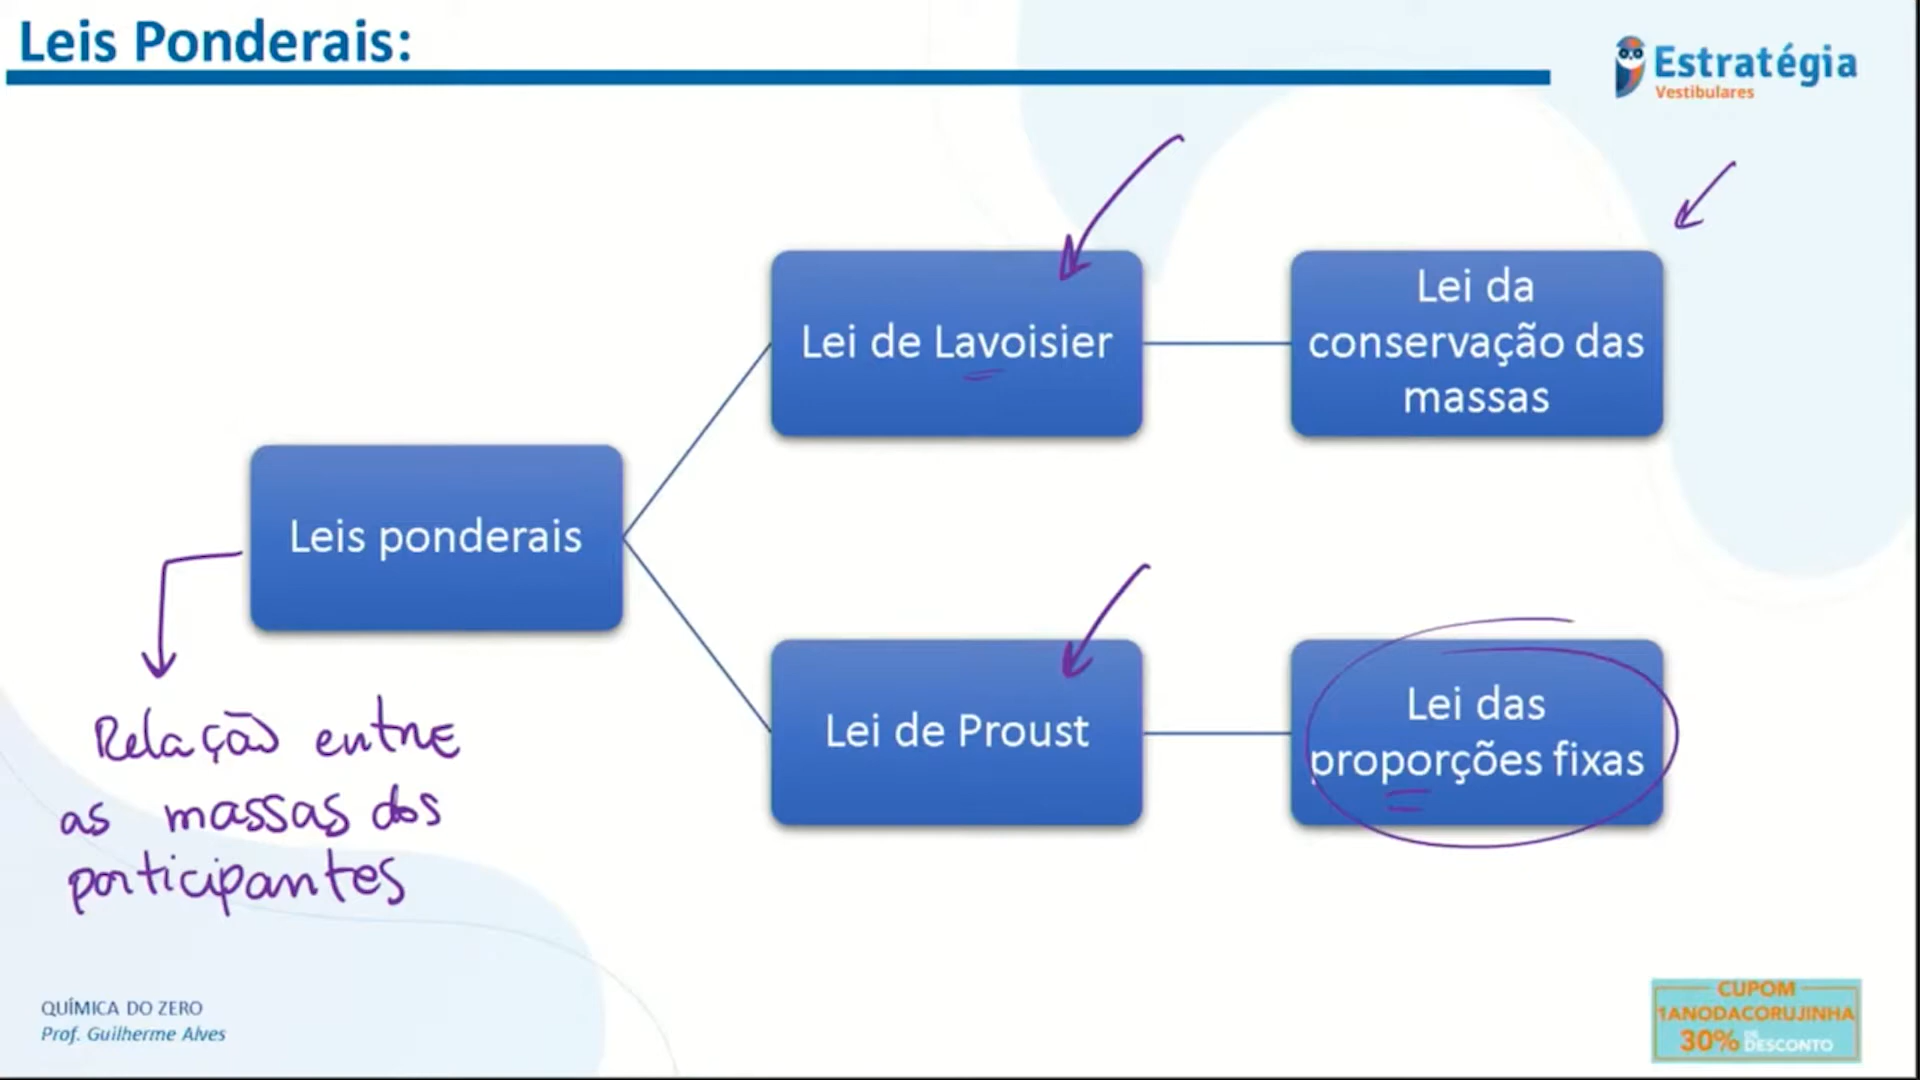 Leis Ponderais:
Estratégia
Vestibulares
Lei de Lavoisier
Lei da
conservação das
massas
Leis ponderais
Lei de Proust
Lei das
proporções fixas
Relação entre
as massas dos
participantes
QUÍMICA DO ZERO
Prof. Guilherme Alves
CUPOM
1ANODACORUJINHA
30% DE DESCONTO